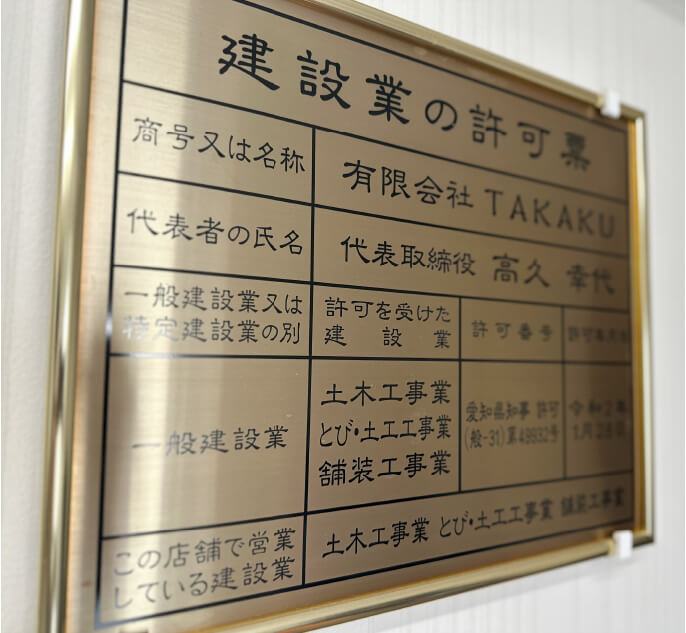 建設業の許可票
商号又は名称
有限会社 TAKAKU
代表者の氏名
代表取締役 高久 幸代
一般建設業又は
特定建設業の別
許可を受けた
建設業
許可番号
許可年月日
一般建設業
土木工事業
とび・土工工事業
舗装工事業
愛知県知事 許可
(般-31)第49932号
令和2年
1月28日
この店舗で営業
している建設業
土木工事業 とび・土工工事業 舗装工事業